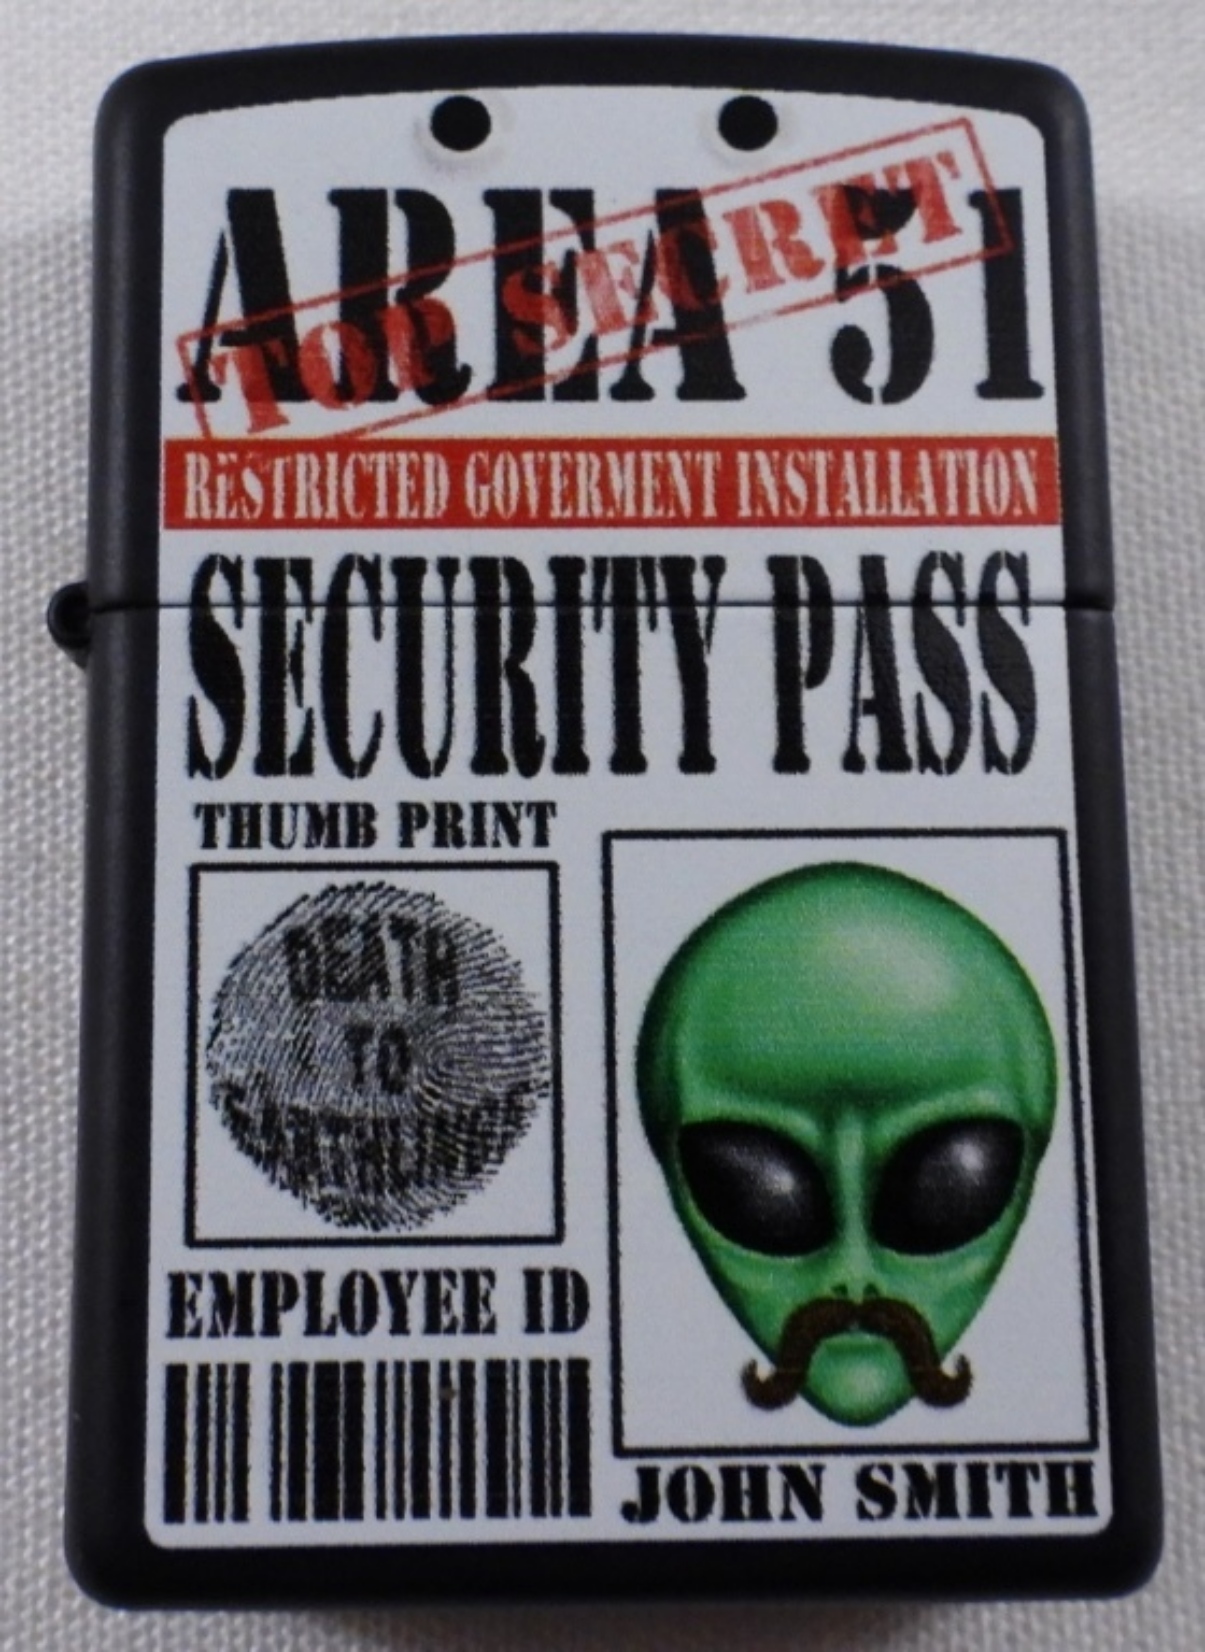 AREA 51
TOP SECRET
RESTRICTED GOVERMENT INSTALLATION
SECURITY PASS
THUMB PRINT
DEATH
TO
EMPLOYEE ID
JOHN SMITH